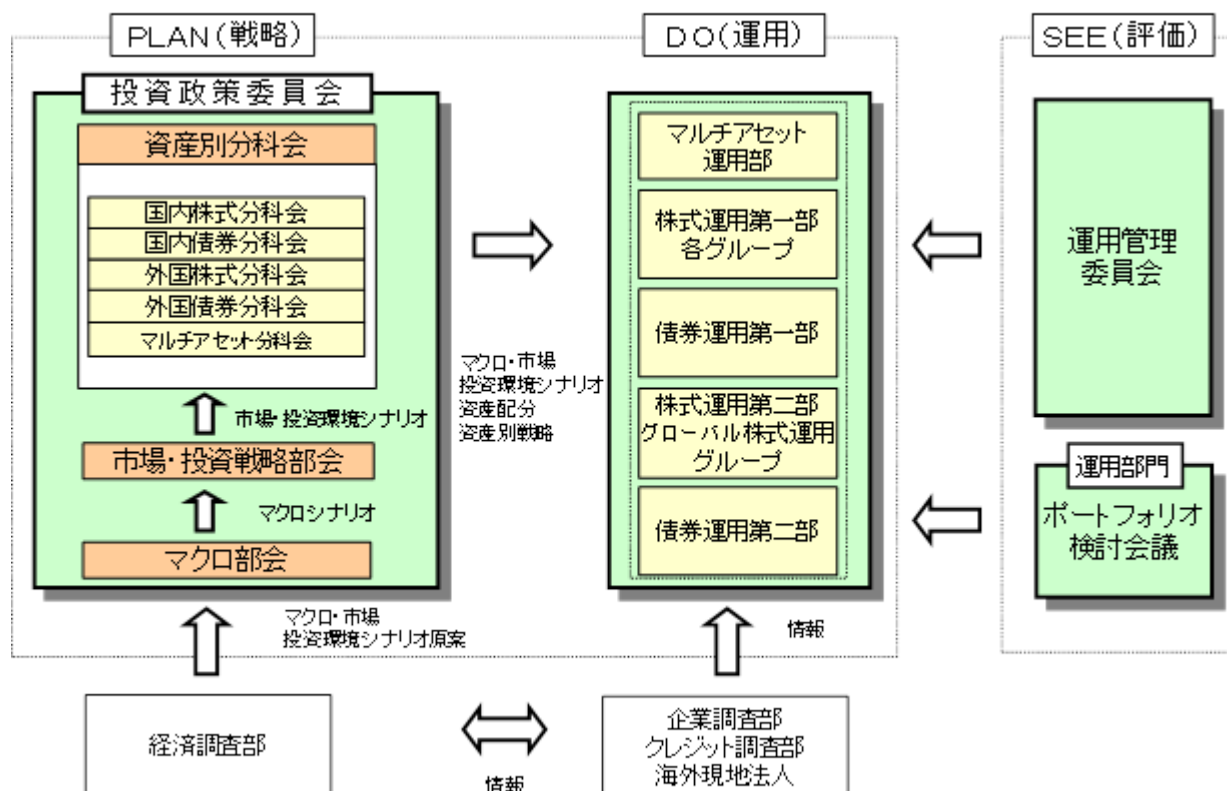 PLAN(戦略)
投資政策委員会
資産別分科会
国内株式分科会
国内債券分科会
外国株式分科会
外国債券分科会
マルチアセット分科会
市場・投資環境シナリオ
市場・投資戦略部会
マクロシナリオ
マクロ部会
マクロ・市場
投資環境シナリオ原案
経済調査部
マクロ・市場
投資環境シナリオ
資産配分
資産別戦略
DO(運用)
マルチアセット
運用部
株式運用第一部
各グループ
債券運用第一部
株式運用第二部
グローバル株式運用
グループ
債券運用第二部
情報
企業調査部
クレジット調査部
海外現地法人
情報
SEE(評価)
運用管理
委員会
運用部門
ポートフォリオ
検討会議